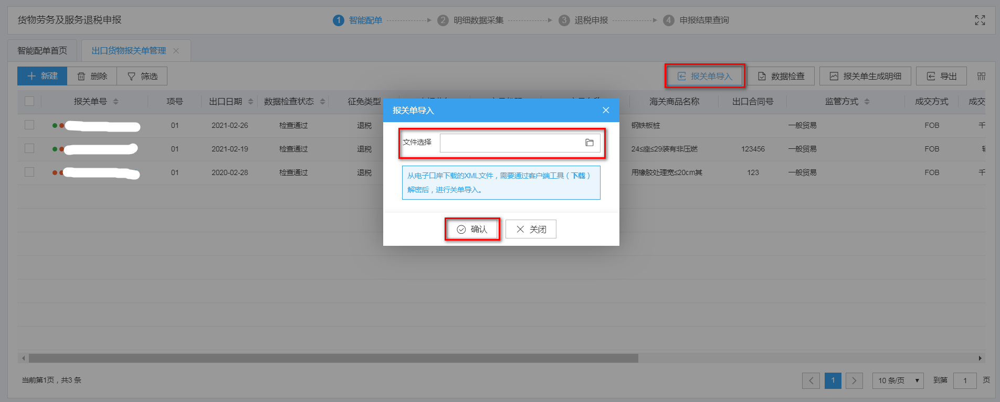 货物劳务及服务退税申报
1 智能配单 2 明细数据采集 3 退税申报 4 申报结果查询
智能配单首页 出口货物报关单管理
新建 删除 筛选 报关单导入 数据检查 报关单生成明细 导出
报关单号 项号 出口日期 数据检查状态 征免类型 海关商品名称 出口合同号 监管方式 成交方式 成交
01 2021-02-26 检查通过 退税 钢铁板桩 一般贸易 FOB 千
01 2021-02-19 检查通过 退税 24≤座≤29装有非压燃 123456 一般贸易 FOB
01 2020-02-28 检查通过 退税 用橡胶处理宽≤20cm其 123 一般贸易 FOB 千
报关单导入
文件选择
从电子口岸下载的XML文件，需要通过客户端工具（下载）
解密后，进行关单导入。
确认 关闭
当前第1页，共3 条
1 10 条/页 到第 1 页